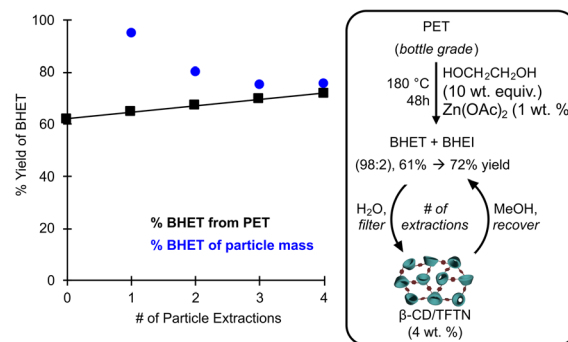 100
80
60
40
20
0
% Yield of BHET
0
1
2
3
4
# of Particle Extractions
% BHET from PET
% BHET of particle mass
PET
(bottle grade)
180 °C
48h
HOCH₂CH₂OH
(10 wt. equiv.)
Zn(OAc)₂ (1 wt. %
BHET + BHEI
(98:2), 61% → 72% yield
H₂O,
filter
# of
extractions
MeOH,
recover
β-CD/TFTN
(4 wt. %)